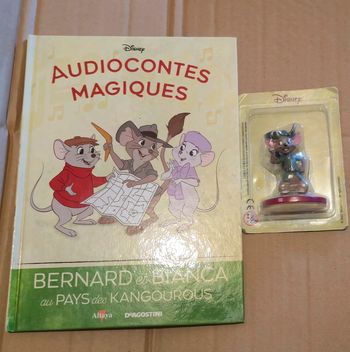 Disney
AUDIOCONTES
MAGIQUES
BERNARD et BIANCA
au PAYS des KANGOUROUS
Altaya DEAGOSTINI
Disney